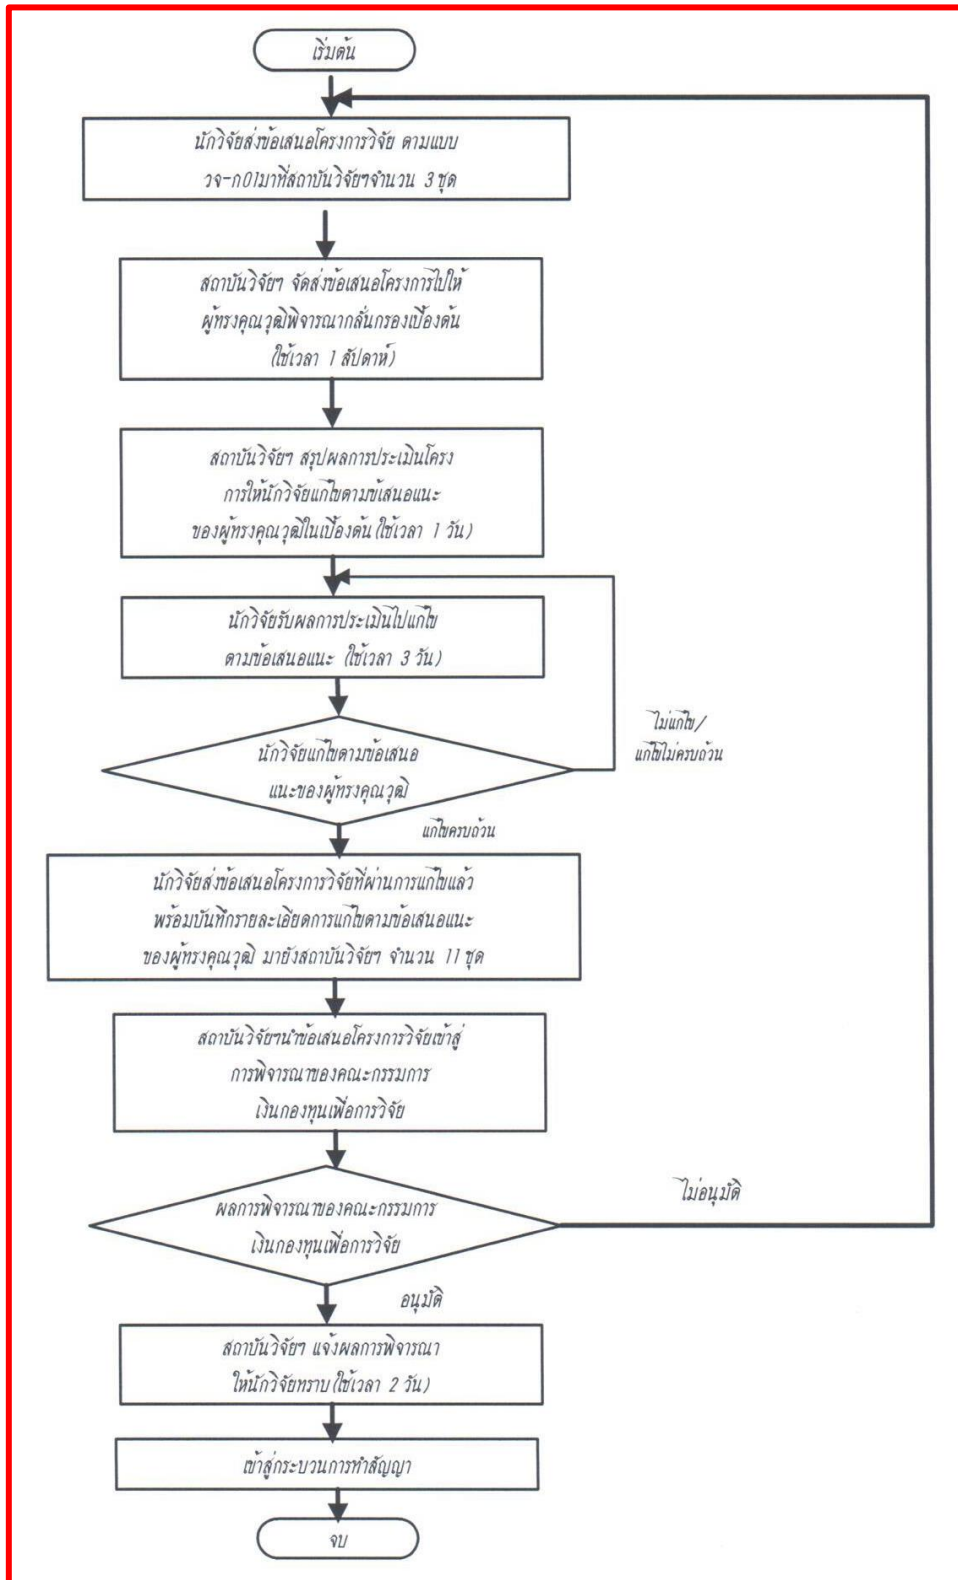 เริ่มต้น
นักวิจัยส่งข้อเสนอโครงการวิจัย ตามแบบ
วจ-ก01มาที่สถาบันวิจัยฯจำนวน 3 ชุด
สถาบันวิจัยฯ จัดส่งข้อเสนอโครงการไปให้
ผู้ทรงคุณวุฒิพิจารณากลั่นกรองเบื้องต้น
(ใช้เวลา 1 สัปดาห์)
สถาบันวิจัยฯ สรุปผลการประเมินโครง
การให้นักวิจัยแก้ไขตามข้เสนอแนะ
ของผู้ทรงคุณวุฒิในเบื้องต้น(ใช้เวลา 1 วัน)
นักวิจัยรับผลการประเมินไปแก้ไข
ตามข้อเสนอแนะ (ใช้เวลา 3 วัน)
ไม่แก้ไข/
แก้ไขไม่ครบถ้วน
นักวิจัยแก้ไขตามข้อเสนอ
แนะของผู้ทรงคุณวุฒิ
แก้ไขครบถ้วน
นักวิจัยส่งข้อเสนอโครงการวิจัยที่ผ่านการแก้ไขแล้ว
พร้อมบันทึกรายละเอียดการแก้ไขตามข้อเสนอแนะ
ของผู้ทรงคุณวุฒิ มายังสถาบันวิจัยฯ จำนวน 11 ชุด
สถาบันวิจัยฯนำข้อเสนอโครงการวิจัยเข้าสู่
การพิจารณาของคณะกรรมการ
เงินกองทุนเพื่อการวิจัย
ไม่อนุมัติ
ผลการพิจารณาของคณะกรรมการ
เงินกองทุนเพื่อการวิจัย
อนุมัติ
สถาบันวิจัยฯ แจ้งผลการพิจารณา
ให้นักวิจัยทราบ(ใช้เวลา 2 วัน)
เข้าสู่กระบวนการทำสัญญา
จบ